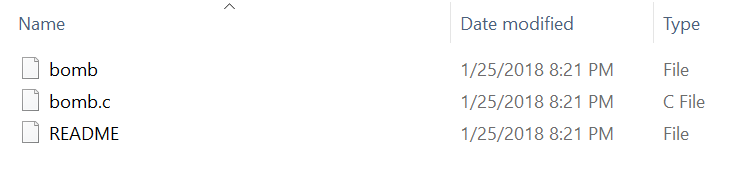 Name Date modified Type
bomb 1/25/2018 8:21 PM File
bomb.c 1/25/2018 8:21 PM C File
README 1/25/2018 8:21 PM File